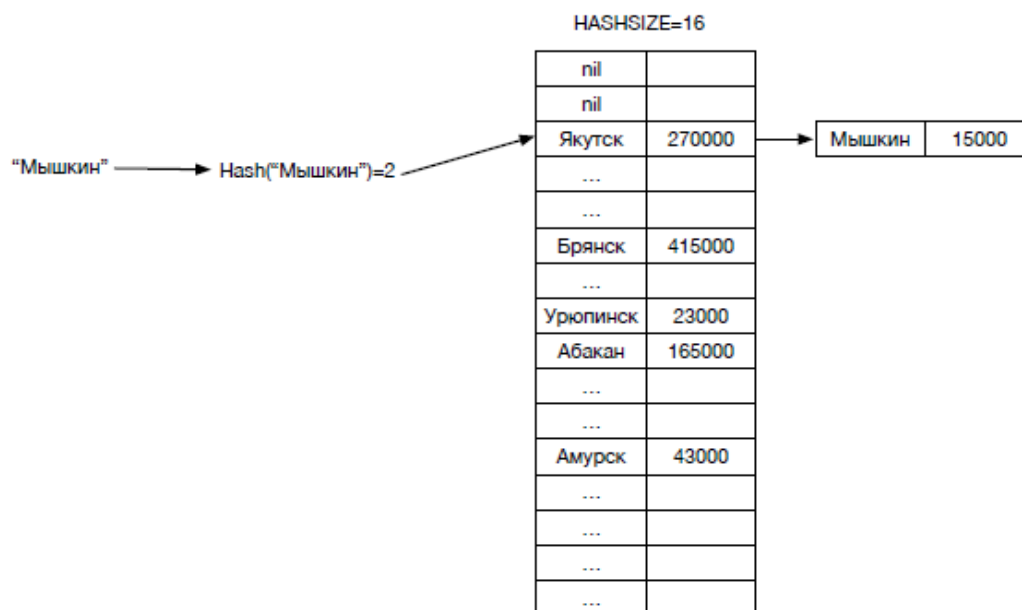 HASHSIZE=16
nil
nil
Якутск 270000 Мышкин 15000
"Мышкин" Hash("Мышкин")=2
...
...
Брянск 415000
...
Урюпинск 23000
Абакан 165000
...
...
Амурск 43000
...
...
...
...